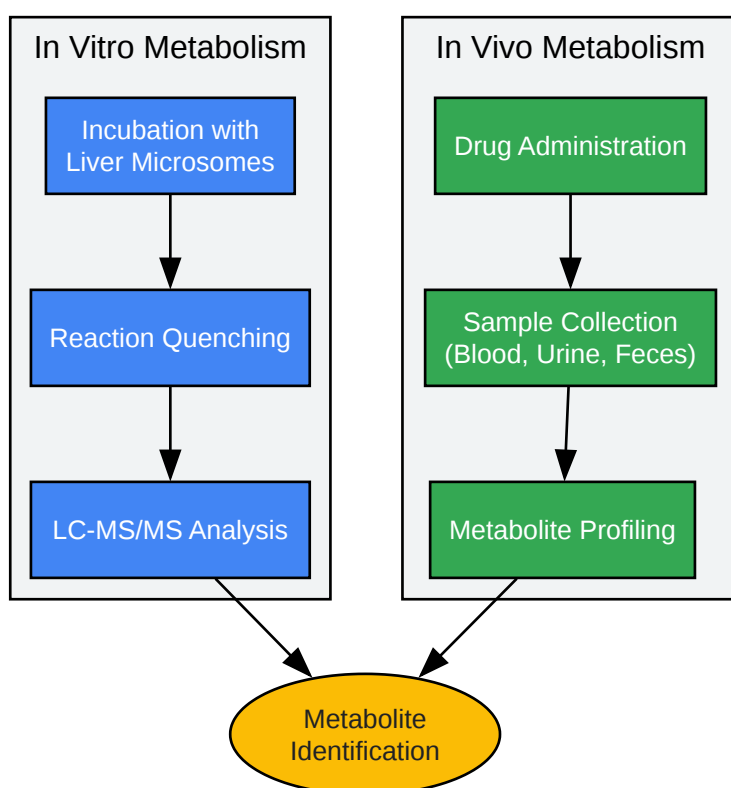 In Vitro Metabolism
Incubation with
Liver Microsomes
Reaction Quenching
LC-MS/MS Analysis
In Vivo Metabolism
Drug Administration
Sample Collection
(Blood, Urine, Feces)
Metabolite Profiling
Metabolite
Identification